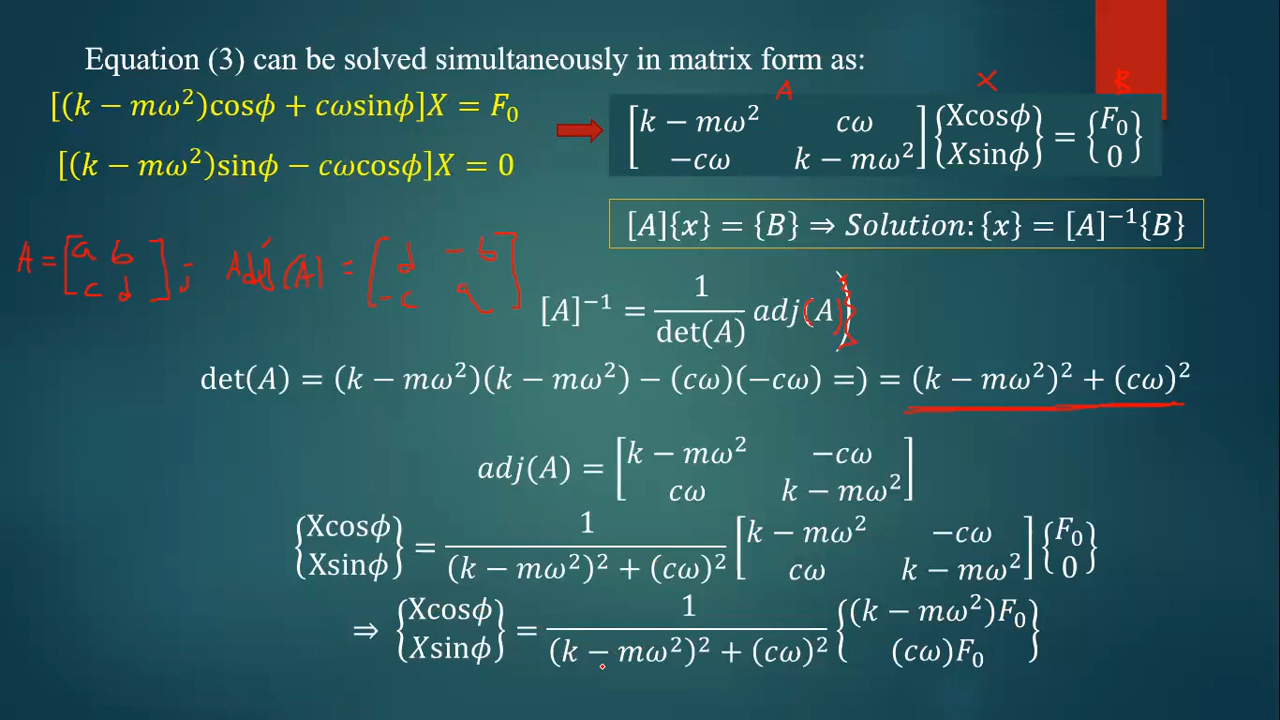 Equation (3) can be solved simultaneously in matrix form as:
[(k − mω²)cosϕ + cωsinϕ]X = F₀
[(k − mω²)sinϕ − cωcosϕ]X = 0
A X B
[k − mω² cω
−cω k − mω²] {Xcosϕ
Xsinϕ} = {F₀
0}
[A]{x} = {B} ⇒ Solution: {x} = [A]⁻¹{B}
A = [a b
c d] ; Adj(A) = [d −b
−c a]
[A]⁻¹ = 1/det(A) adj(A)
det(A) = (k − mω²)(k − mω²) − (cω)(−cω) =) = (k − mω²)² + (cω)²
adj(A) = [k − mω² −cω
cω k − mω²]
{Xcosϕ
Xsinϕ} = 1/(k − mω²)² + (cω)² [k − mω² −cω
cω k − mω²] {F₀
0}
⇒ {Xcosϕ
Xsinϕ} = 1/(k − mω²)² + (cω)² {(k − mω²)F₀
(cω)F₀}